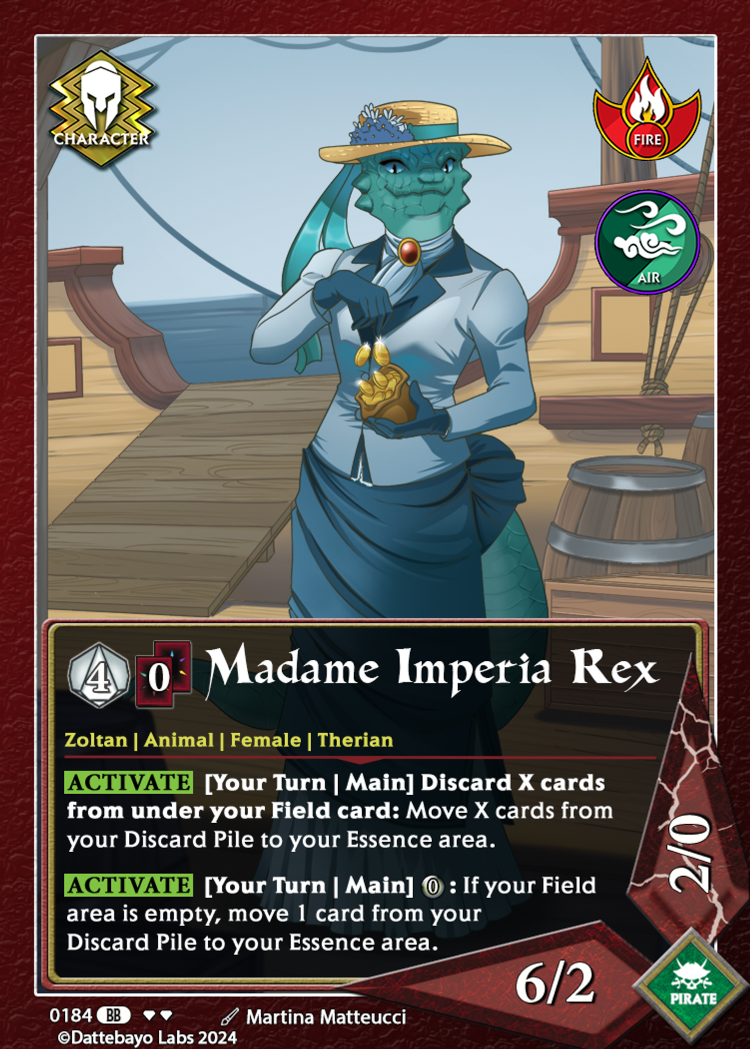 CHARACTER
FIRE
AIR
4 0 Madame Imperia Rex
Zoltan | Animal | Female | Therian
ACTIVATE [Your Turn | Main] Discard X cards
from under your Field card: Move X cards from
your Discard Pile to your Essence area.
ACTIVATE [Your Turn | Main] 0 : If your Field
area is empty, move 1 card from your
Discard Pile to your Essence area.
2/0
6/2
PIRATE
0184 BB ♥♥ Martina Matteucci
©Dattebayo Labs 2024